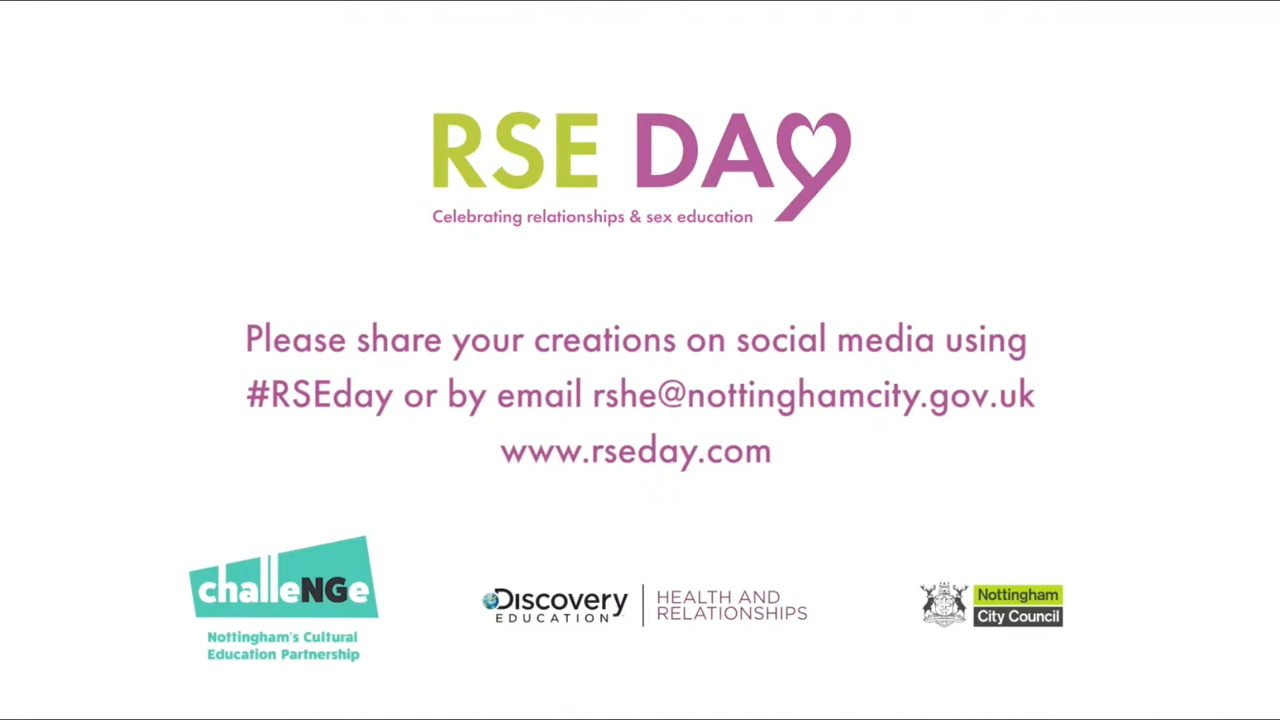 RSE DAY
Celebrating relationships & sex education
Please share your creations on social media using
#RSEday or by email rshe@nottinghamcity.gov.uk
www.rseday.com
challeNGe
Nottingham's Cultural
Education Partnership
Discovery
EDUCATION
HEALTH AND
RELATIONSHIPS
Nottingham
City Council